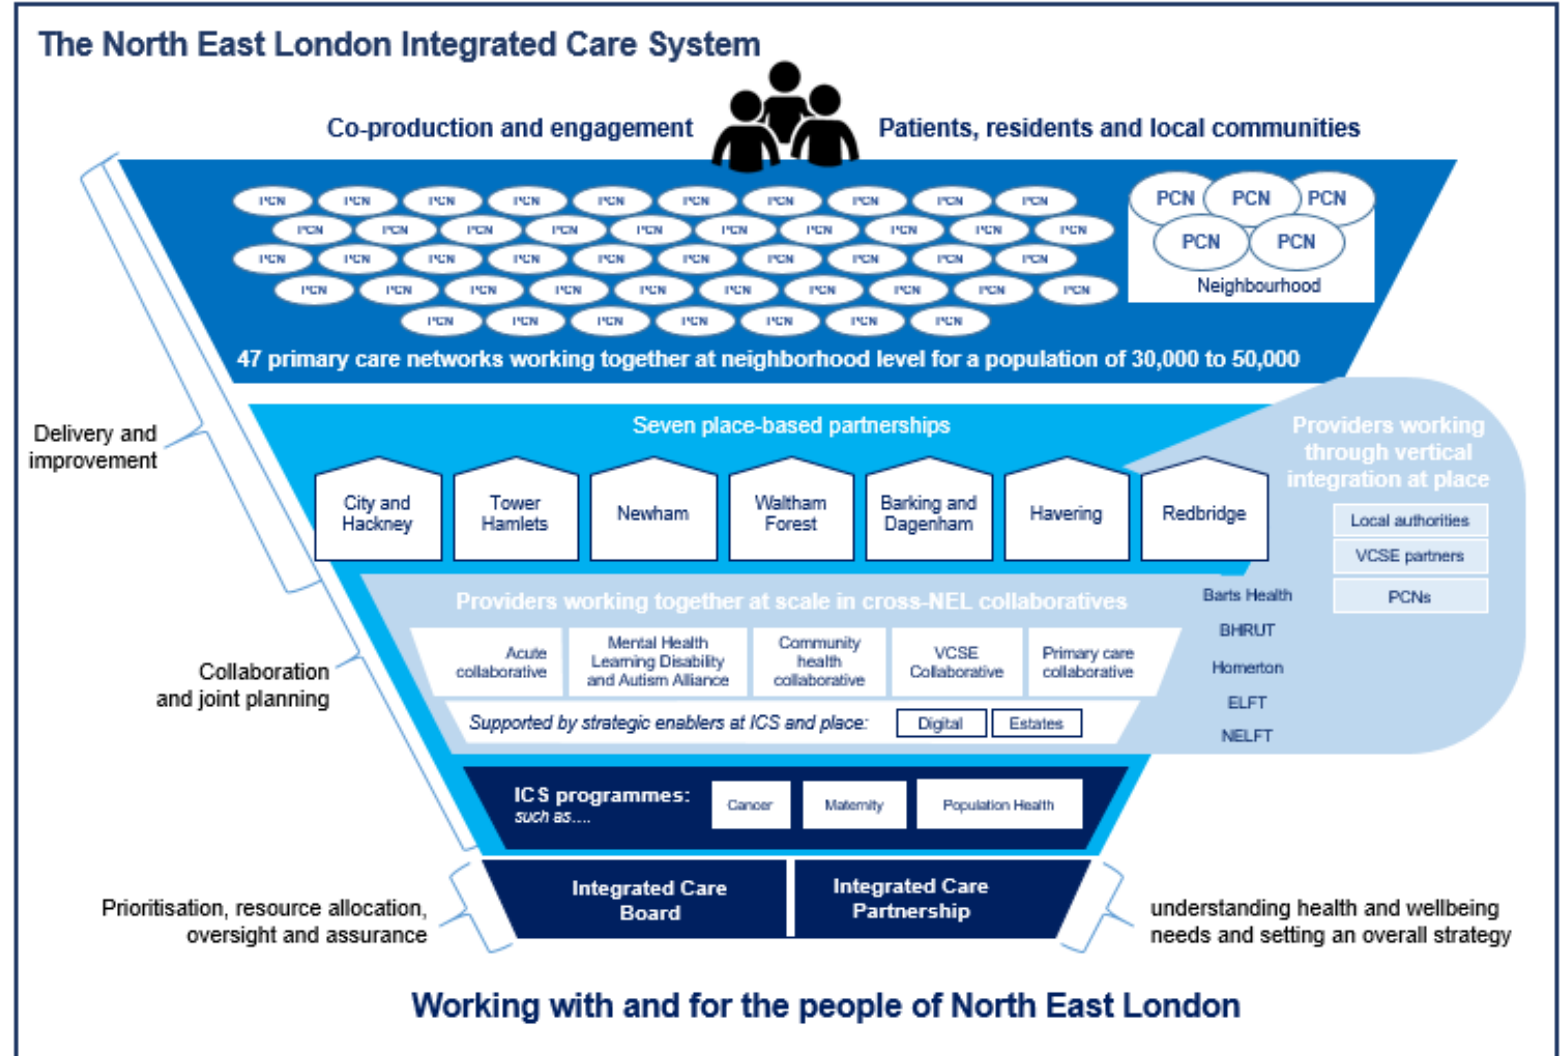 The North East London Integrated Care System
Co-production and engagement
Patients, residents and local communities
PCN PCN PCN PCN PCN PCN PCN PCN PCN PCN
PCN PCN PCN PCN PCN PCN PCN PCN PCN PCN
PCN PCN PCN PCN PCN PCN PCN PCN PCN PCN
PCN PCN PCN PCN PCN PCN PCN PCN PCN PCN
PCN PCN PCN PCN PCN PCN PCN
PCN PCN PCN
PCN PCN
Neighbourhood
47 primary care networks working together at neighborhood level for a population of 30,000 to 50,000
Delivery and
improvement
Seven place-based partnerships
City and
Hackney
Tower
Hamlets
Newham
Waltham
Forest
Barking and
Dagenham
Havering
Redbridge
Providers working
through vertical
integration at place
Local authorities
VCSE partners
PCNs
Barts Health
BHRUT
Homerton
ELFT
NELFT
Collaboration
and joint planning
Providers working together at scale in cross-NEL collaboratives
Acute
collaborative
Mental Health
Learning Disability
and Autism Alliance
Community
health
collaborative
VCSE
Collaborative
Primary care
collaborative
Supported by strategic enablers at ICS and place:
Digital
Estates
ICS programmes:
such as....
Cancer
Maternity
Population Health
Prioritisation, resource allocation,
oversight and assurance
Integrated Care
Board
Integrated Care
Partnership
understanding health and wellbeing
needs and setting an overall strategy
Working with and for the people of North East London